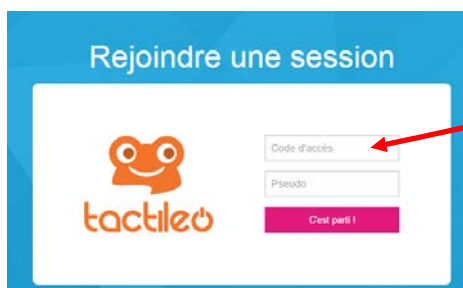 Rejoindre une session
Code d'accès
Pseudo
tactileo
C'est parti !